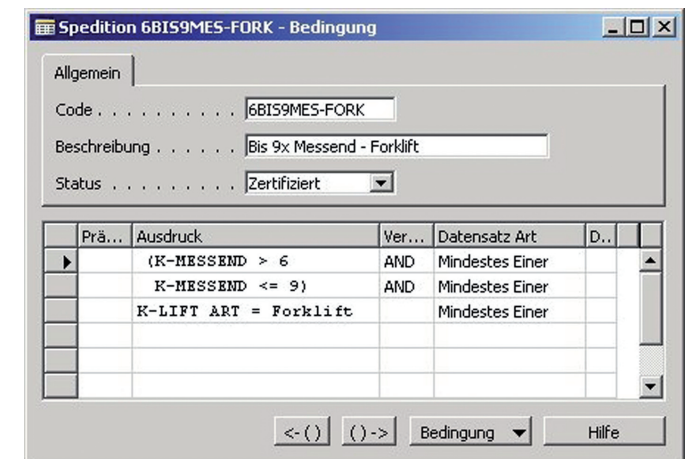 Spedition 6BIS9MES-FORK - Bedingung
Allgemein
Code . . . . . . . . . . 6BIS9MES-FORK
Beschreibung . . . . . . Bis 9x Messend - Forklift
Status . . . . . . . . . Zertifiziert
Prä... Ausdruck Ver... Datensatz Art D..
(K-MESSEND > 6 AND Mindestes Einer
K-MESSEND <= 9) AND Mindestes Einer
K-LIFT ART = Forklift Mindestes Einer
<- ( ) ( ) -> Bedingung Hilfe